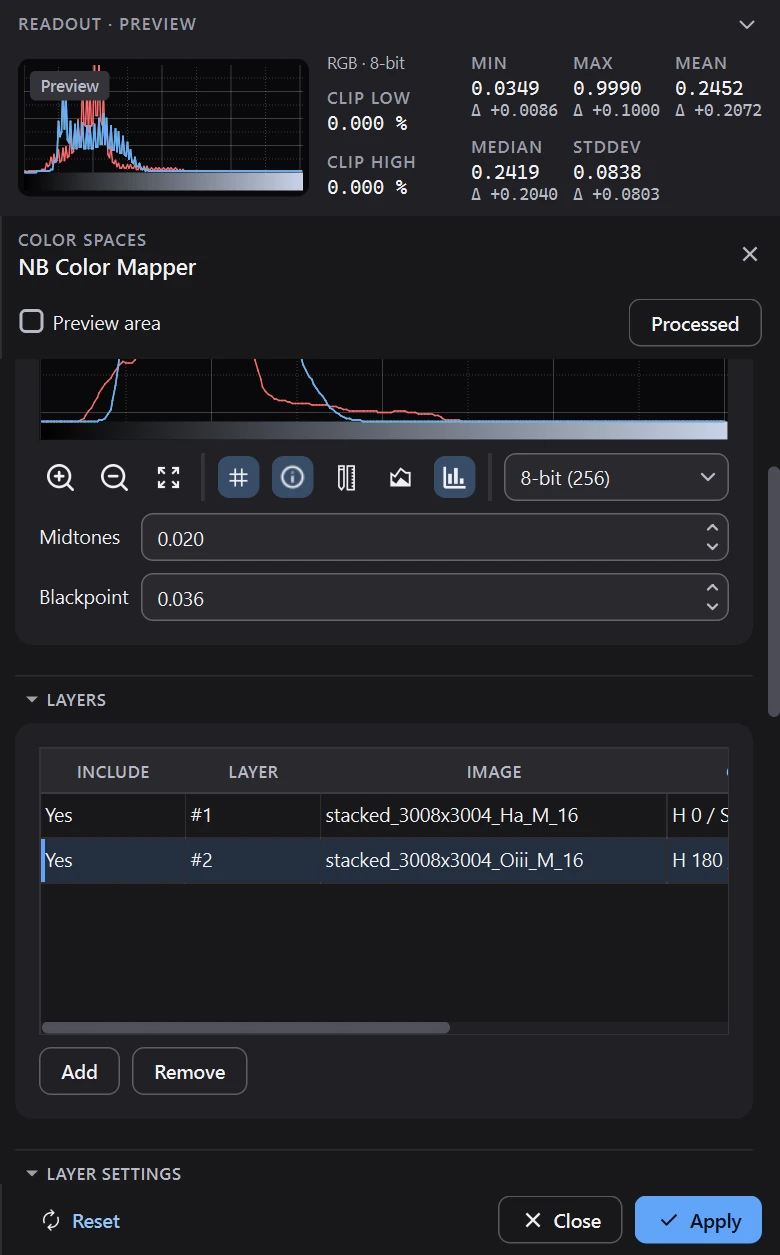 READOUT · PREVIEW
Preview
RGB · 8-bit
CLIP LOW
0.000 %
CLIP HIGH
0.000 %
MIN MAX MEAN
0.0349 0.9990 0.2452
Δ +0.0086 Δ +0.1000 Δ +0.2072
MEDIAN STDDEV
0.2419 0.0838
Δ +0.2040 Δ +0.0803
COLOR SPACES
NB Color Mapper
Preview area
Processed
8-bit (256)
Midtones 0.020
Blackpoint 0.036
LAYERS
INCLUDE LAYER IMAGE
Yes #1 stacked_3008x3004_Ha_M_16 H 0 / S
Yes #2 stacked_3008x3004_Oiii_M_16 H 180
Add Remove
LAYER SETTINGS
Reset Close Apply